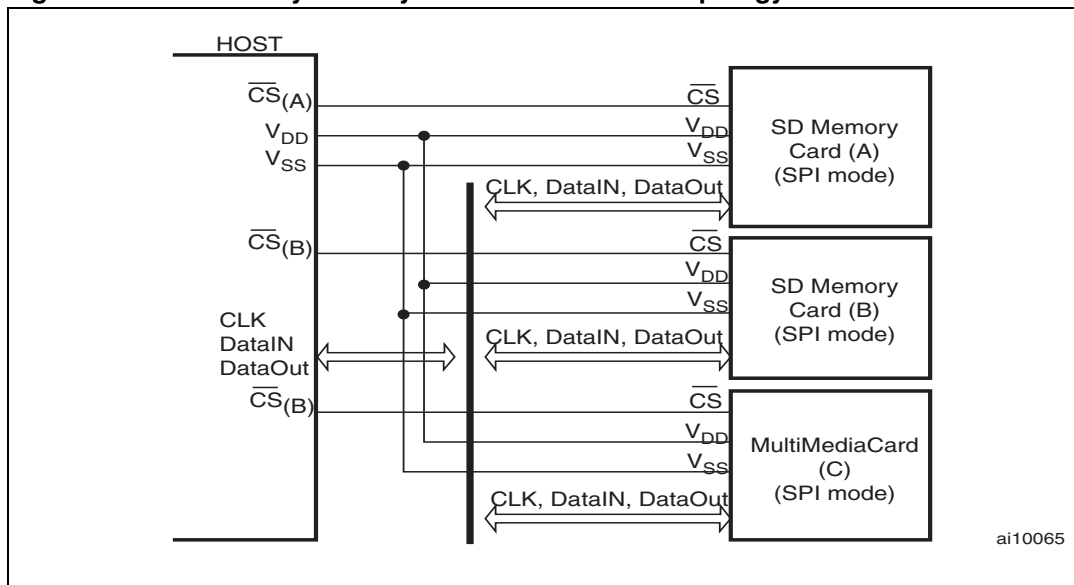 HOST
CS(A)
VDD
VSS
CS(B)
CLK
DataIN
DataOut
CS(B)
CS
VDD
VSS
CLK, DataIN, DataOut
SD Memory
Card (A)
(SPI mode)
CS
VDD
VSS
CLK, DataIN, DataOut
SD Memory
Card (B)
(SPI mode)
CS
VDD
VSS
CLK, DataIN, DataOut
MultiMediaCard
(C)
(SPI mode)
ai10065